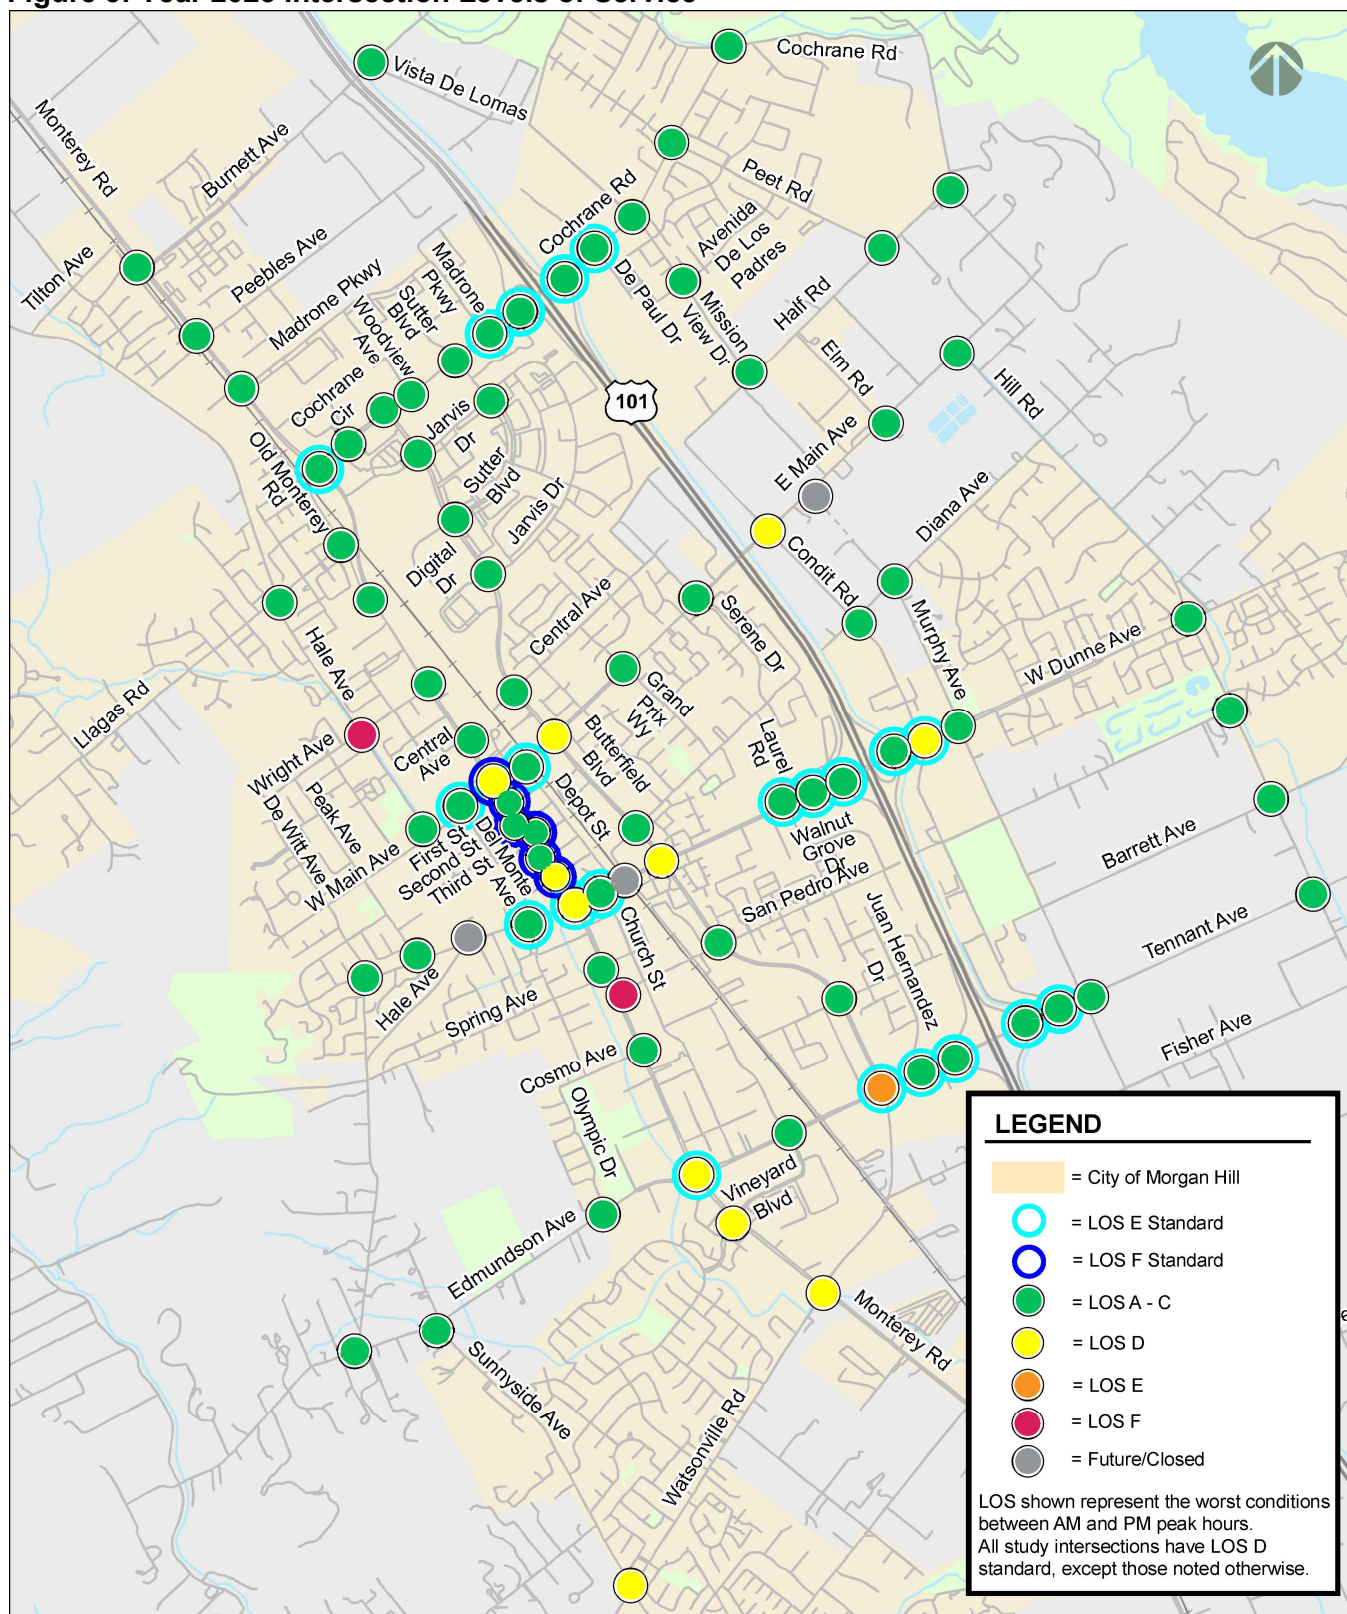 Cochrane Rd
Vista De Lomas
Monterey Rd
Burnett Ave
Peet Rd
Cochrane Rd
Avenida
De Los
Padres
Tilton Ave
Peebles Ave
Madrone
Pkwy
Madrone Pkwy
Sutter
Blvd
Woodview
Ave
De Paul Dr
Mission
View Dr
Half Rd
Elm Rd
Hill Rd
Cochrane
Cir
101
Jarvis
Dr
Old Monterey
Rd
Sutter
Blvd
Jarvis Dr
E Main Ave
Diana Ave
Digital
Dr
Condit Rd
Central Ave
Serene Dr
Murphy Ave
W Dunne Ave
Hale Ave
Llagas Rd
Grand
Prix
Wy
Wright Ave
Central
Ave
Butterfield
Blvd
Laurel
Rd
Peak Ave
De Witt Ave
Depot St
W Main Ave
First St
Second St
Third St
Del Monte
Ave
Walnut
Grove
Dr
San Pedro Ave
Barrett Ave
Juan Hernandez
Dr
Tennant Ave
Church St
Hale Ave
Spring Ave
Fisher Ave
Cosmo Ave
Olympic Dr
Vineyard
Blvd
Edmundson Ave
Monterey Rd
Sunnyside Ave
Watsonville Rd
LEGEND
= City of Morgan Hill
= LOS E Standard
= LOS F Standard
= LOS A - C
= LOS D
= LOS E
= LOS F
= Future/Closed
LOS shown represent the worst conditions
between AM and PM peak hours.
All study intersections have LOS D
standard, except those noted otherwise.